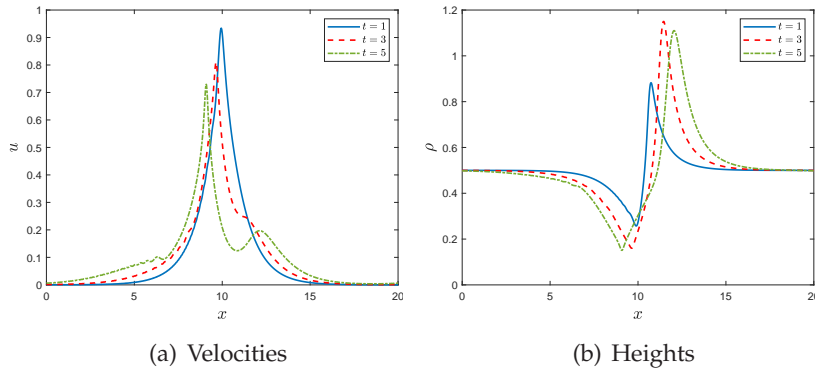 1
0.9
0.8
0.7
0.6
0.5
0.4
0.3
0.2
0.1
0
u
0 5 10 15 20
x
t = 1
t = 3
t = 5
(a) Velocities
1.2
1
0.8
0.6
0.4
0.2
0
ρ
0 5 10 15 20
x
t = 1
t = 3
t = 5
(b) Heights